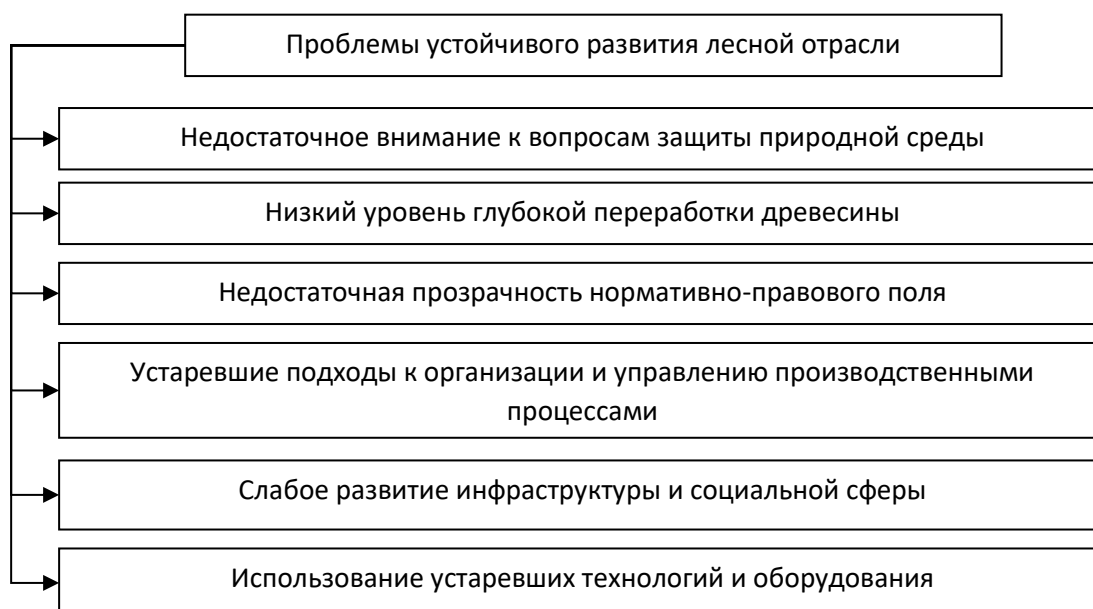 Проблемы устойчивого развития лесной отрасли
Недостаточное внимание к вопросам защиты природной среды
Низкий уровень глубокой переработки древесины
Недостаточная прозрачность нормативно-правового поля
Устаревшие подходы к организации и управлению производственными
процессами
Слабое развитие инфраструктуры и социальной сферы
Использование устаревших технологий и оборудования